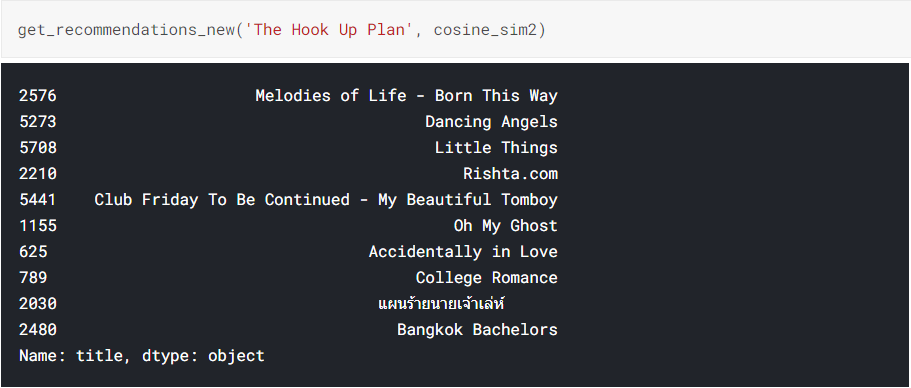 get_recommendations_new('The Hook Up Plan', cosine_sim2)
2576 Melodies of Life - Born This Way
5273 Dancing Angels
5708 Little Things
2210 Rishta.com
5441 Club Friday To Be Continued - My Beautiful Tomboy
1155 Oh My Ghost
625 Accidentally in Love
789 College Romance
2030 แผนร้ายนายเจ้าเล่ห์
2480 Bangkok Bachelors
Name: title, dtype: object